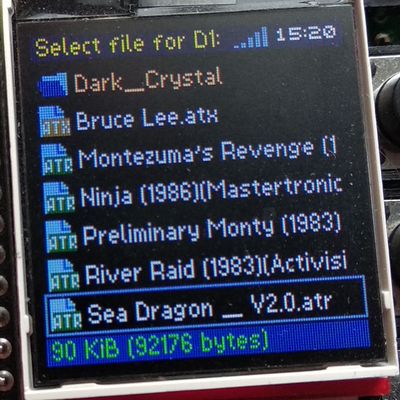 Select file for D1: 15:20
Dark__Crystal
ATX Bruce Lee.atx
ATR Montezuma's Revenge (1
ATR Ninja (1986)(Mastertronic
ATR Preliminary Monty (1983)
ATR River Raid (1983)(Activisi
ATR Sea Dragon __ V2.0.atr
90 KiB (92176 bytes)